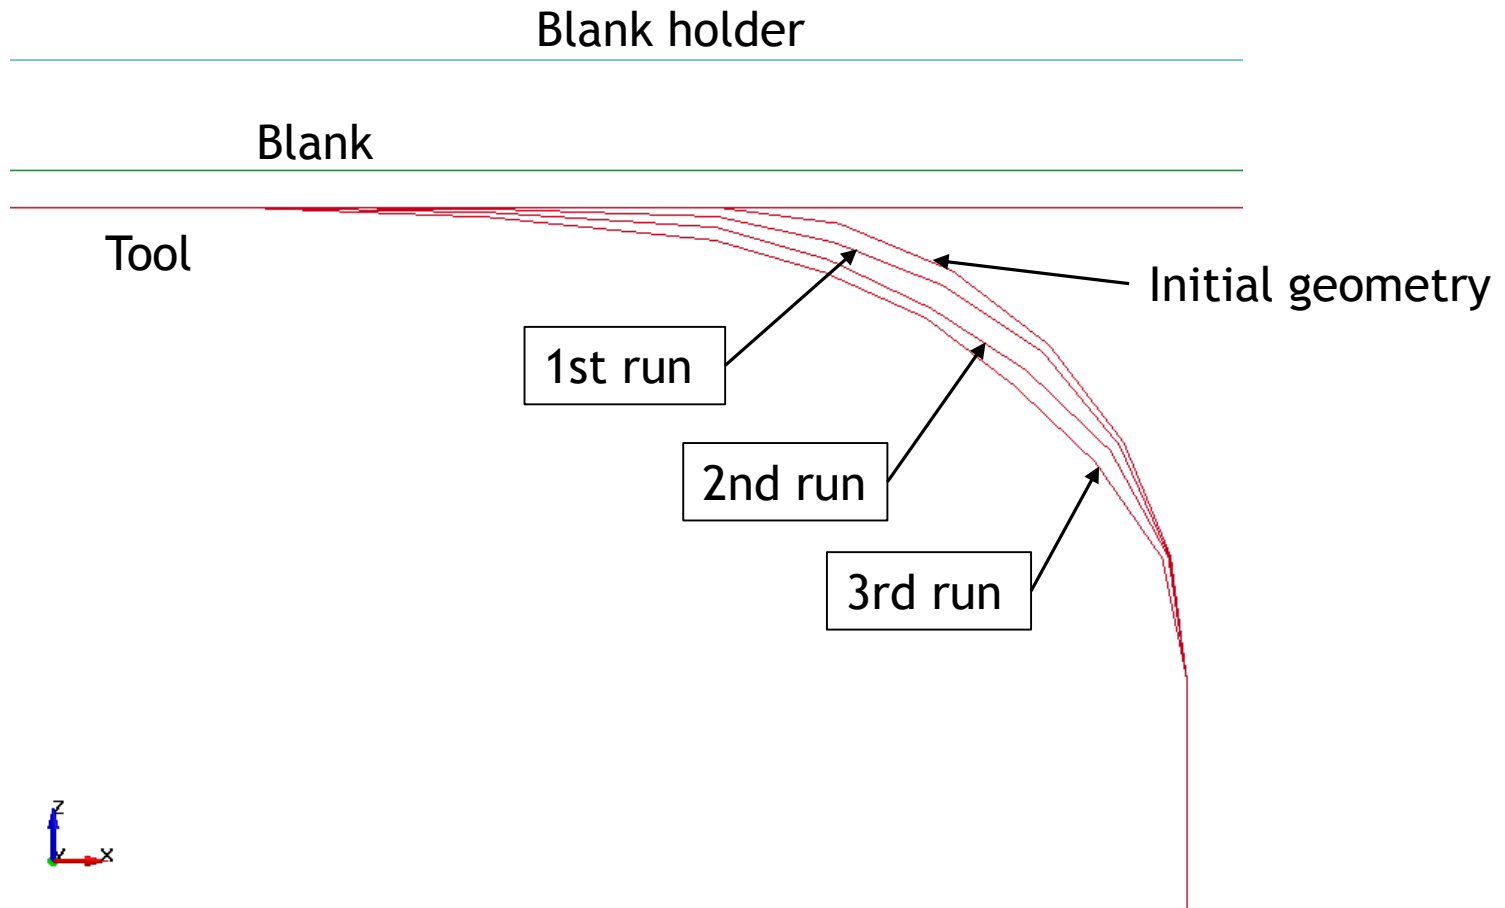 Blank holder
Blank
Tool
Initial geometry
1st run
2nd run
3rd run
Z
Y
X